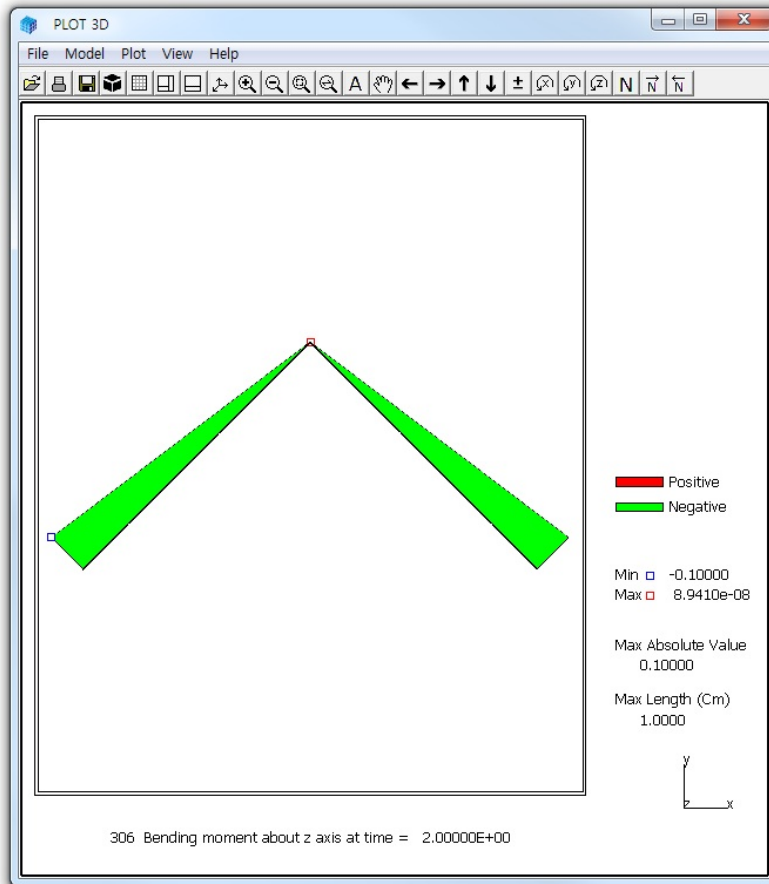 PLOT 3D
File Model Plot View Help
A N N N
Positive
Negative
Min -0.10000
Max 8.9410e-08
Max Absolute Value
0.10000
Max Length (Cm)
1.0000
y
z x
306 Bending moment about z axis at time = 2.00000E+00